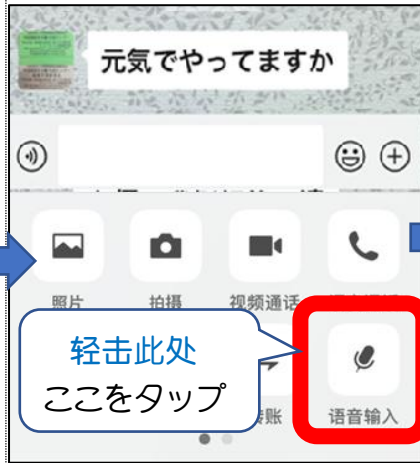 元気でやってますか
照片
拍摄
视频通话
轻击此处
ここをタップ
账
语音输入